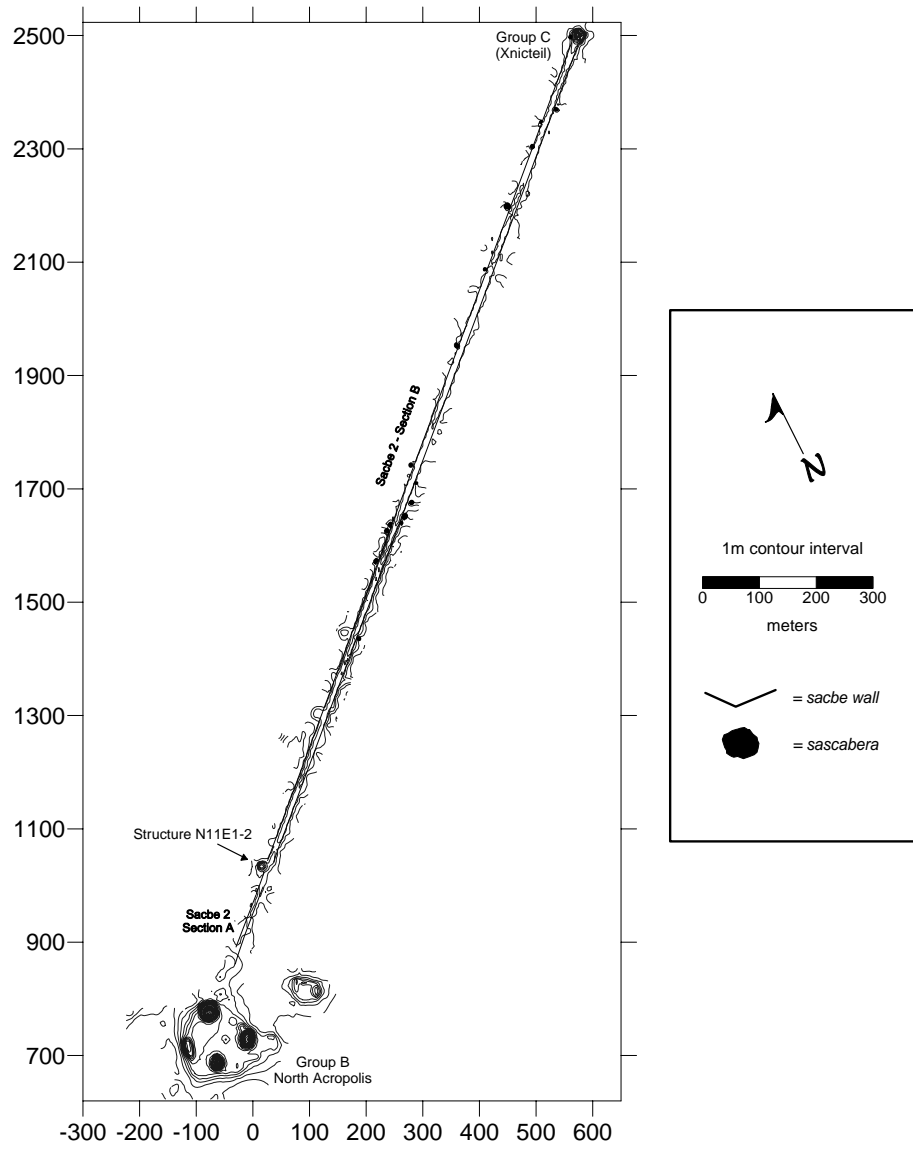 2500
2300
2100
1900
1700
1500
1300
1100
900
700
-300 -200 -100 0 100 200 300 400 500 600
Group C
(Xnicteil)
Sacbe 2 - Section B
Structure N11E1-2
Sacbe 2
Section A
Group B
North Acropolis
N
1m contour interval
0 100 200 300
meters
= sacbe wall
= sascabera